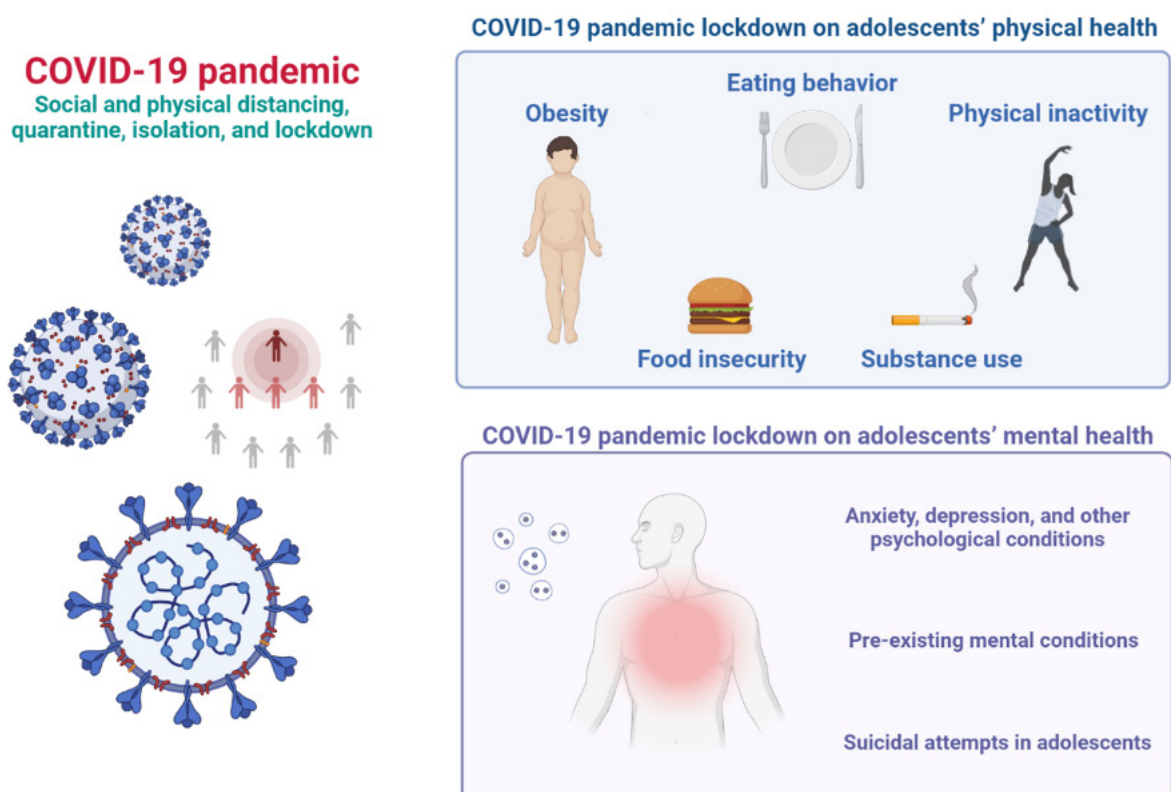 COVID-19 pandemic
Social and physical distancing,
quarantine, isolation, and lockdown
COVID-19 pandemic lockdown on adolescents’ physical health
Eating behavior
Obesity
Physical inactivity
Food insecurity
Substance use
COVID-19 pandemic lockdown on adolescents’ mental health
Anxiety, depression, and other
psychological conditions
Pre-existing mental conditions
Suicidal attempts in adolescents